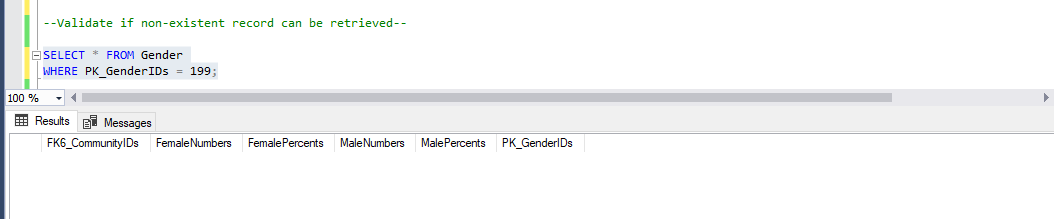 --Validate if non-existent record can be retrieved--
SELECT * FROM Gender
WHERE PK_GenderIDs = 199;
100 %
Results Messages
FK6_CommunityIDs FemaleNumbers FemalePercents MaleNumbers MalePercents PK_GenderIDs